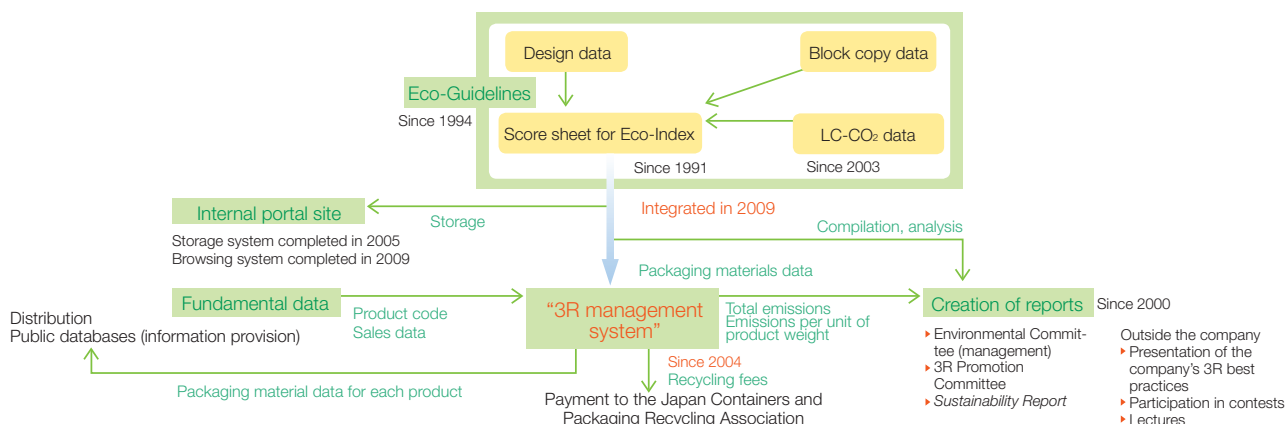 Design data
Block copy data
Eco-Guidelines
Since 1994
Score sheet for Eco-Index
LC-CO₂ data
Since 1991
Since 2003
Internal portal site
Storage
Integrated in 2009
Compilation, analysis
Storage system completed in 2005
Browsing system completed in 2009
Packaging materials data
Fundamental data
Product code
Sales data
“3R management
system”
Total emissions
Emissions per unit of
product weight
Creation of reports
Since 2000
Distribution
Public databases (information provision)
Packaging material data for each product
Since 2004
Recycling fees
Payment to the Japan Containers and
Packaging Recycling Association
Environmental Commit-
tee (management)
3R Promotion
Committee
Sustainability Report
Outside the company
Presentation of the
company’s 3R best
practices
Participation in contests
Lectures